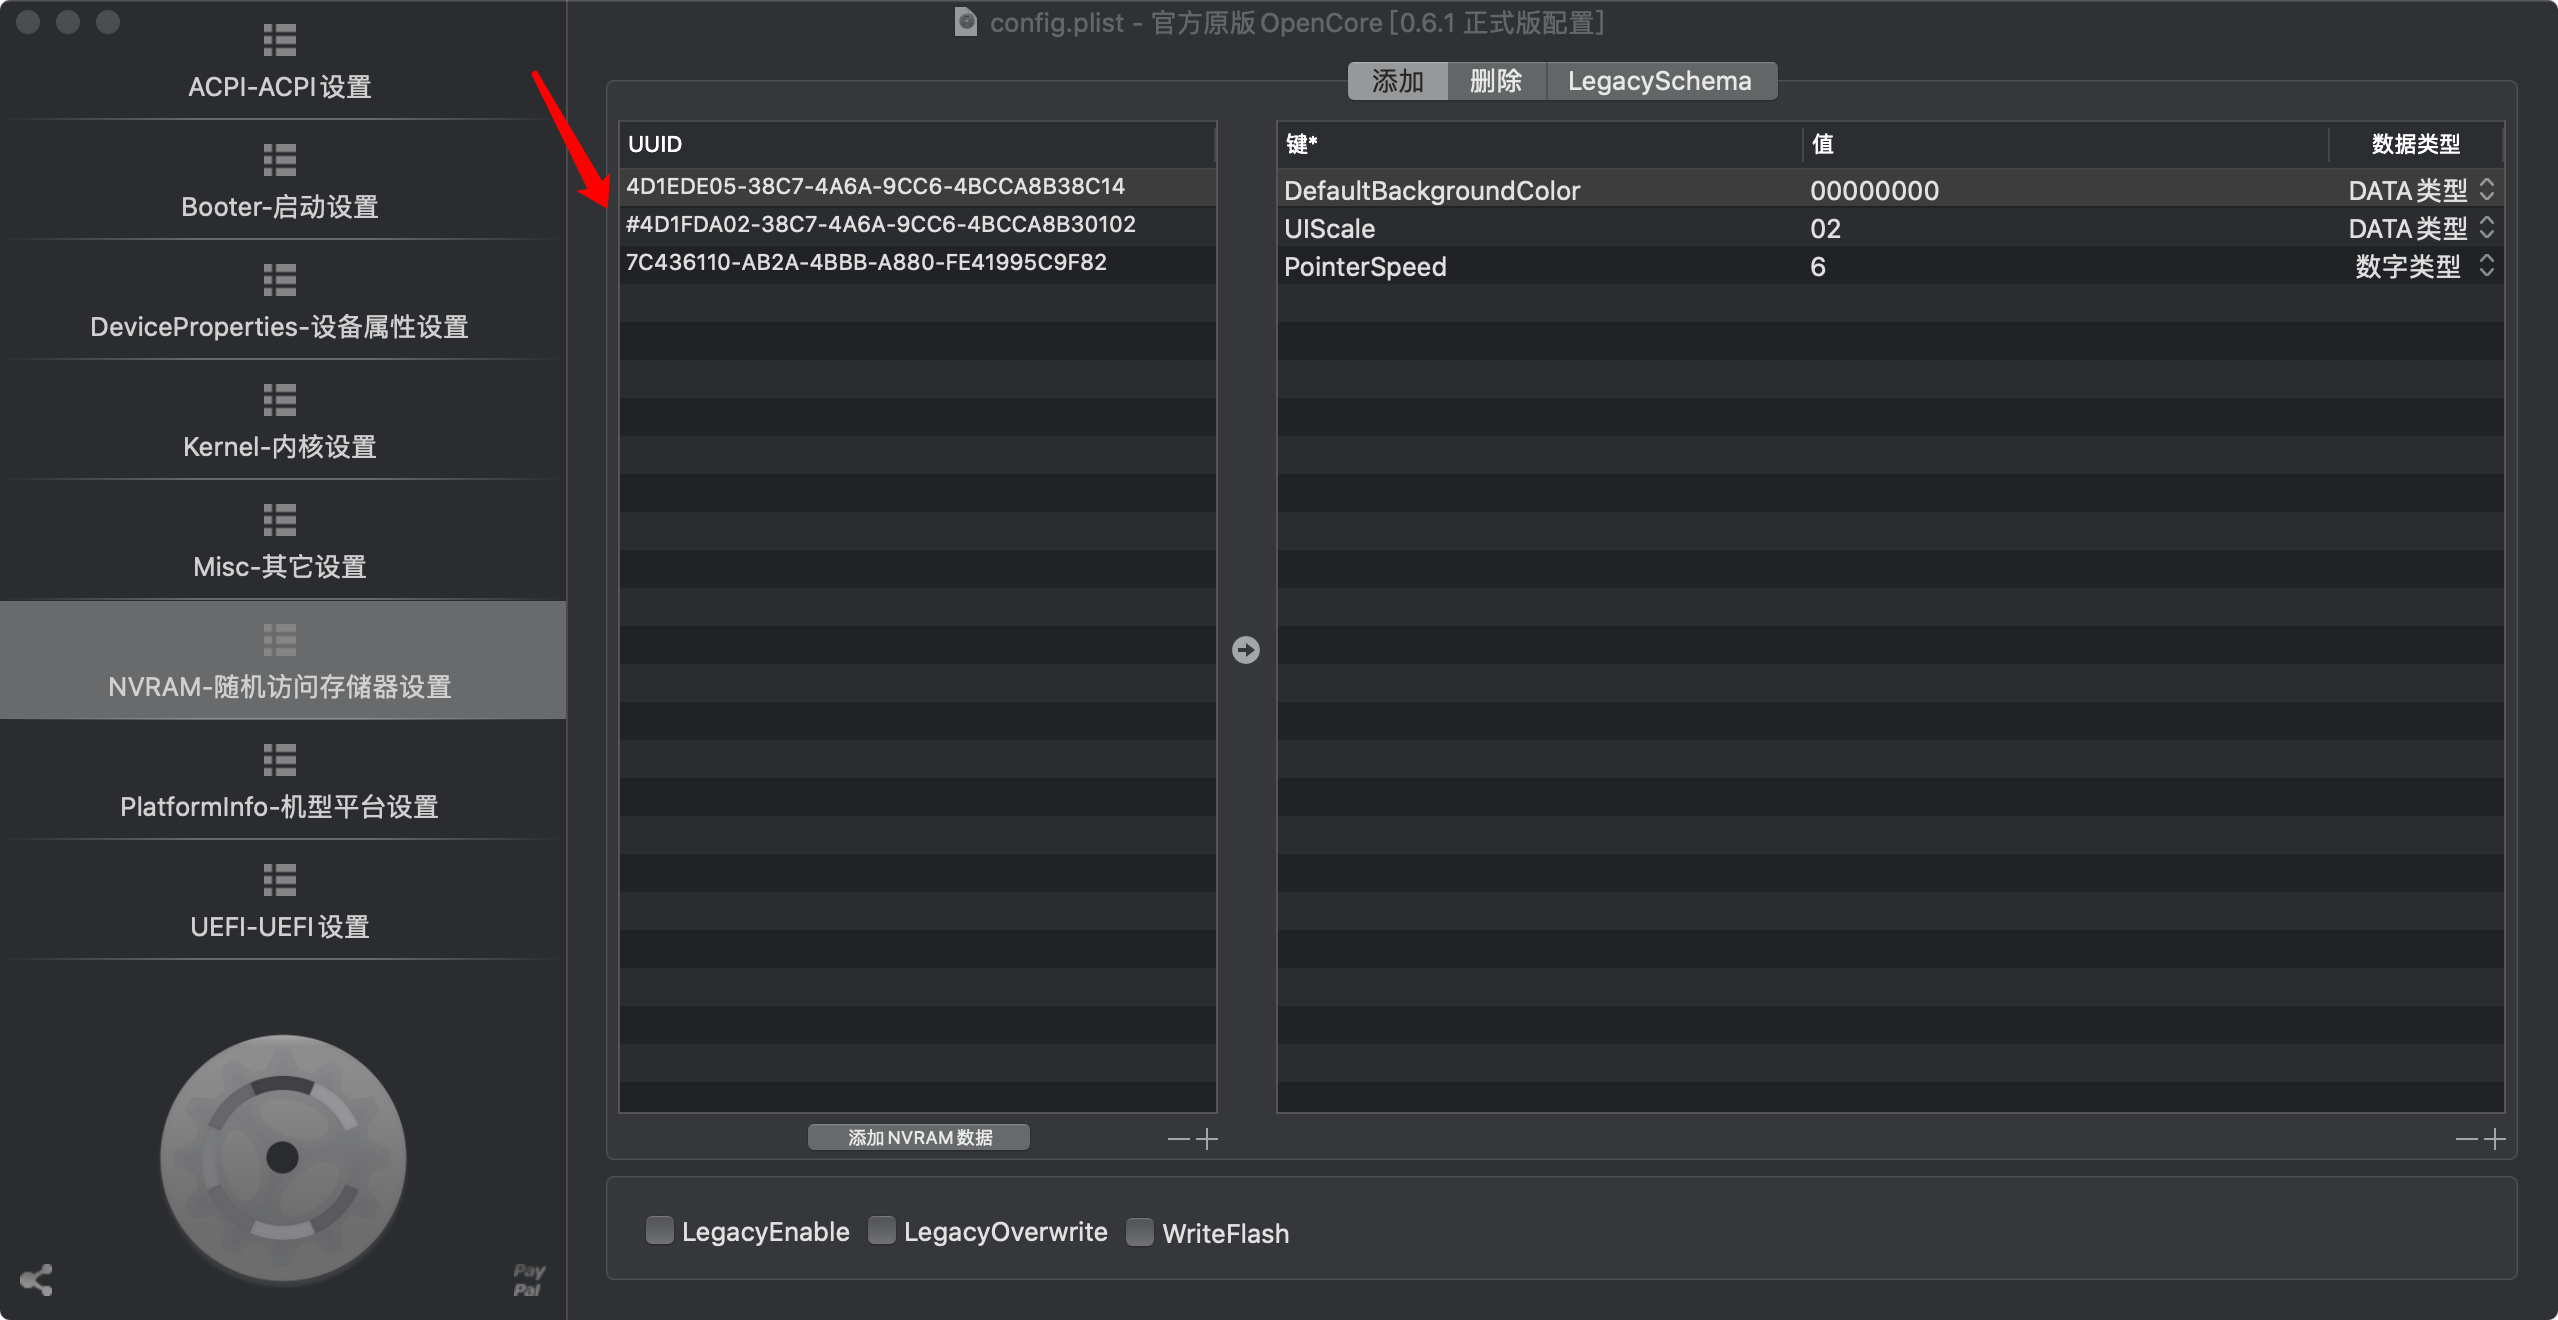 config.plist - 官方原版 OpenCore [0.6.1 正式版配置]
ACPI-ACPI 设置
Booter-启动设置
DeviceProperties-设备属性设置
Kernel-内核设置
Misc-其它设置
NVRAM-随机访问存储器设置
PlatformInfo-机型平台设置
UEFI-UEFI 设置
Pay
Pal
添加 删除 LegacySchema
UUID
4D1EDE05-38C7-4A6A-9CC6-4BCCA8B38C14
#4D1FDA02-38C7-4A6A-9CC6-4BCCA8B30102
7C436110-AB2A-4BBB-A880-FE41995C9F82
添加 NVRAM 数据
键* 值 数据类型
DefaultBackgroundColor 00000000 DATA 类型
UIScale 02 DATA 类型
PointerSpeed 6 数字类型
LegacyEnable LegacyOverwrite WriteFlash